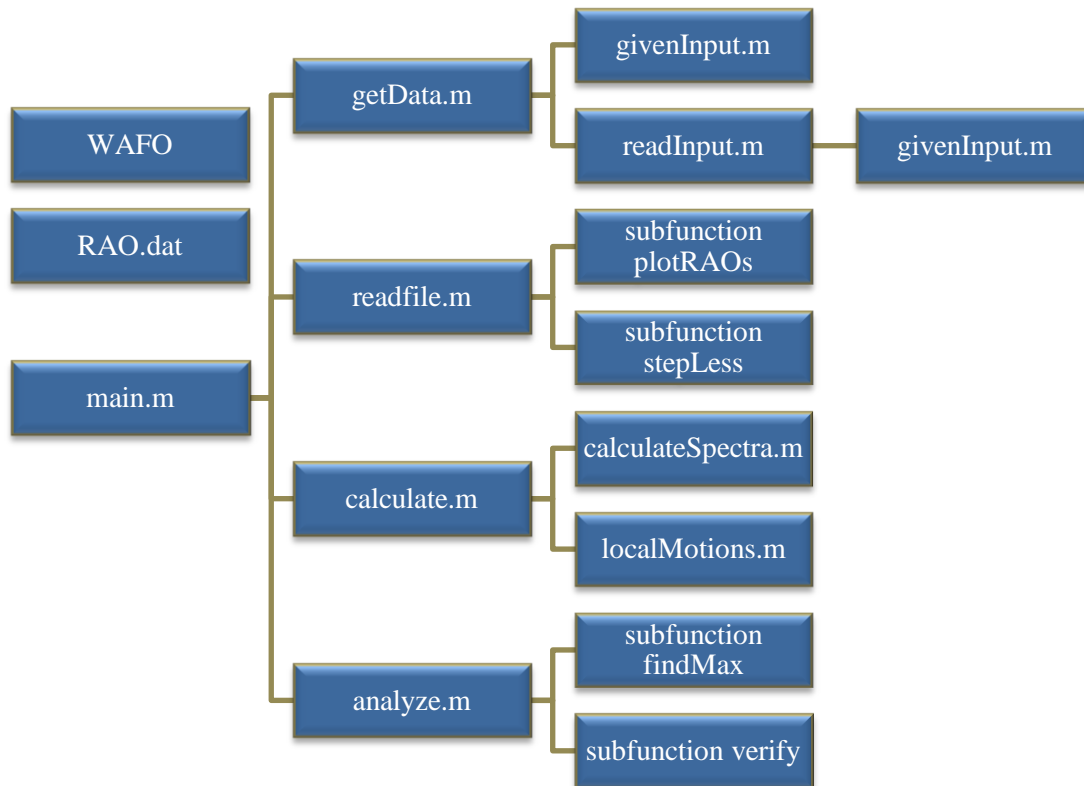 WAFO
RAO.dat
main.m
getData.m
givenInput.m
readInput.m
givenInput.m
readfile.m
subfunction
plotRAOs
subfunction
stepLess
calculate.m
calculateSpectra.m
localMotions.m
analyze.m
subfunction
findMax
subfunction verify